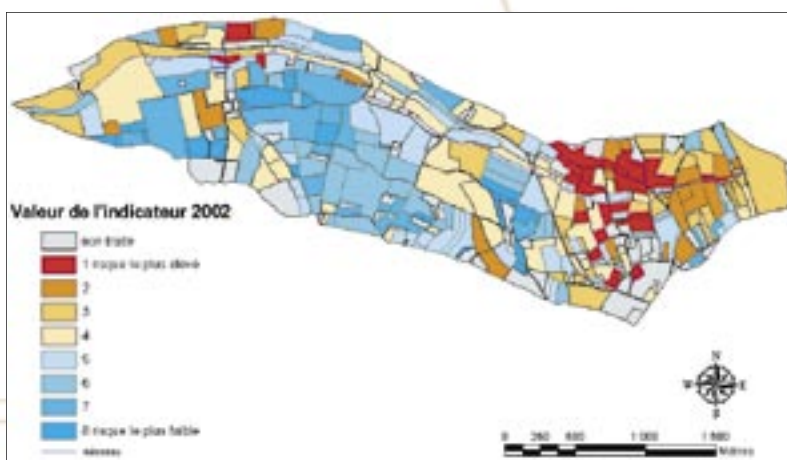 Valeur de l'indicateur 2002
non traité
1 risque le plus élevé
2
3
4
5
6
7
8 risque le plus faible
N
W E
0 250 500 1 000 1 500
Mètres